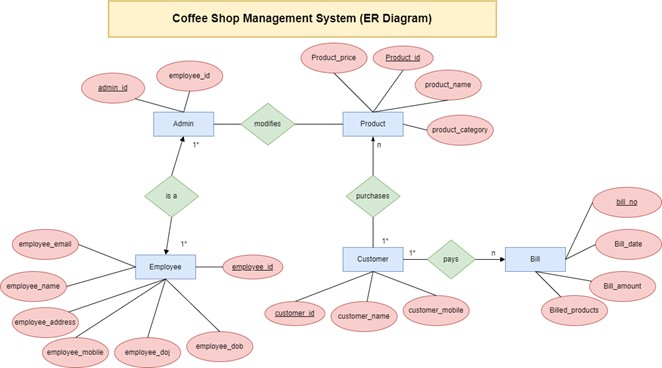 Coffee Shop Management System (ER Diagram)
Product_price
Product_id
employee_id
admin_id
product_name
Admin
modifies
Product
product_category
1*
n
is a
purchases
bill_no
employee_email
1*
1*
1*
n
Bill_date
Employee
employee_id
Customer
pays
Bill
employee_name
Bill_amount
employee_address
customer_id
customer_name
customer_mobile
Billed_products
employee_mobile
employee_doj
employee_dob